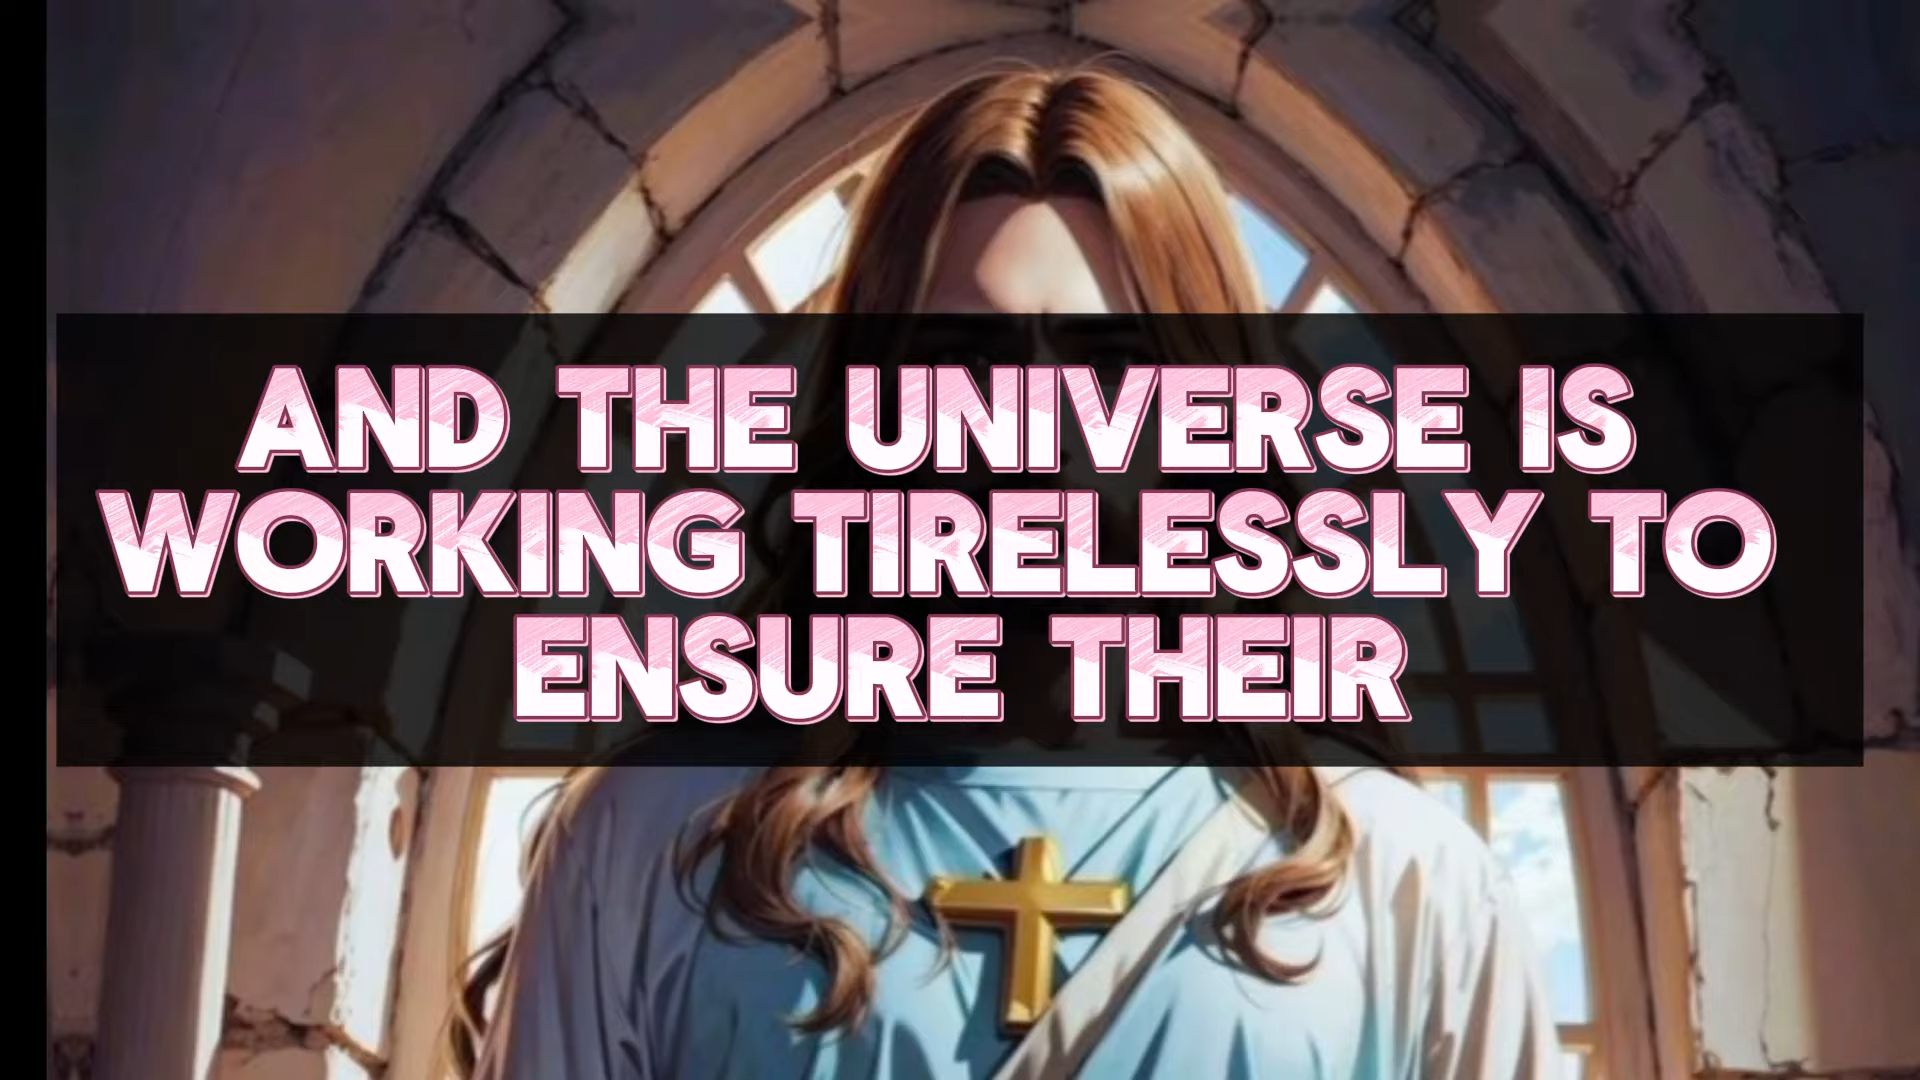 AND THE UNIVERSE IS
WORKING TIRELESSLY TO
ENSURE THEIR